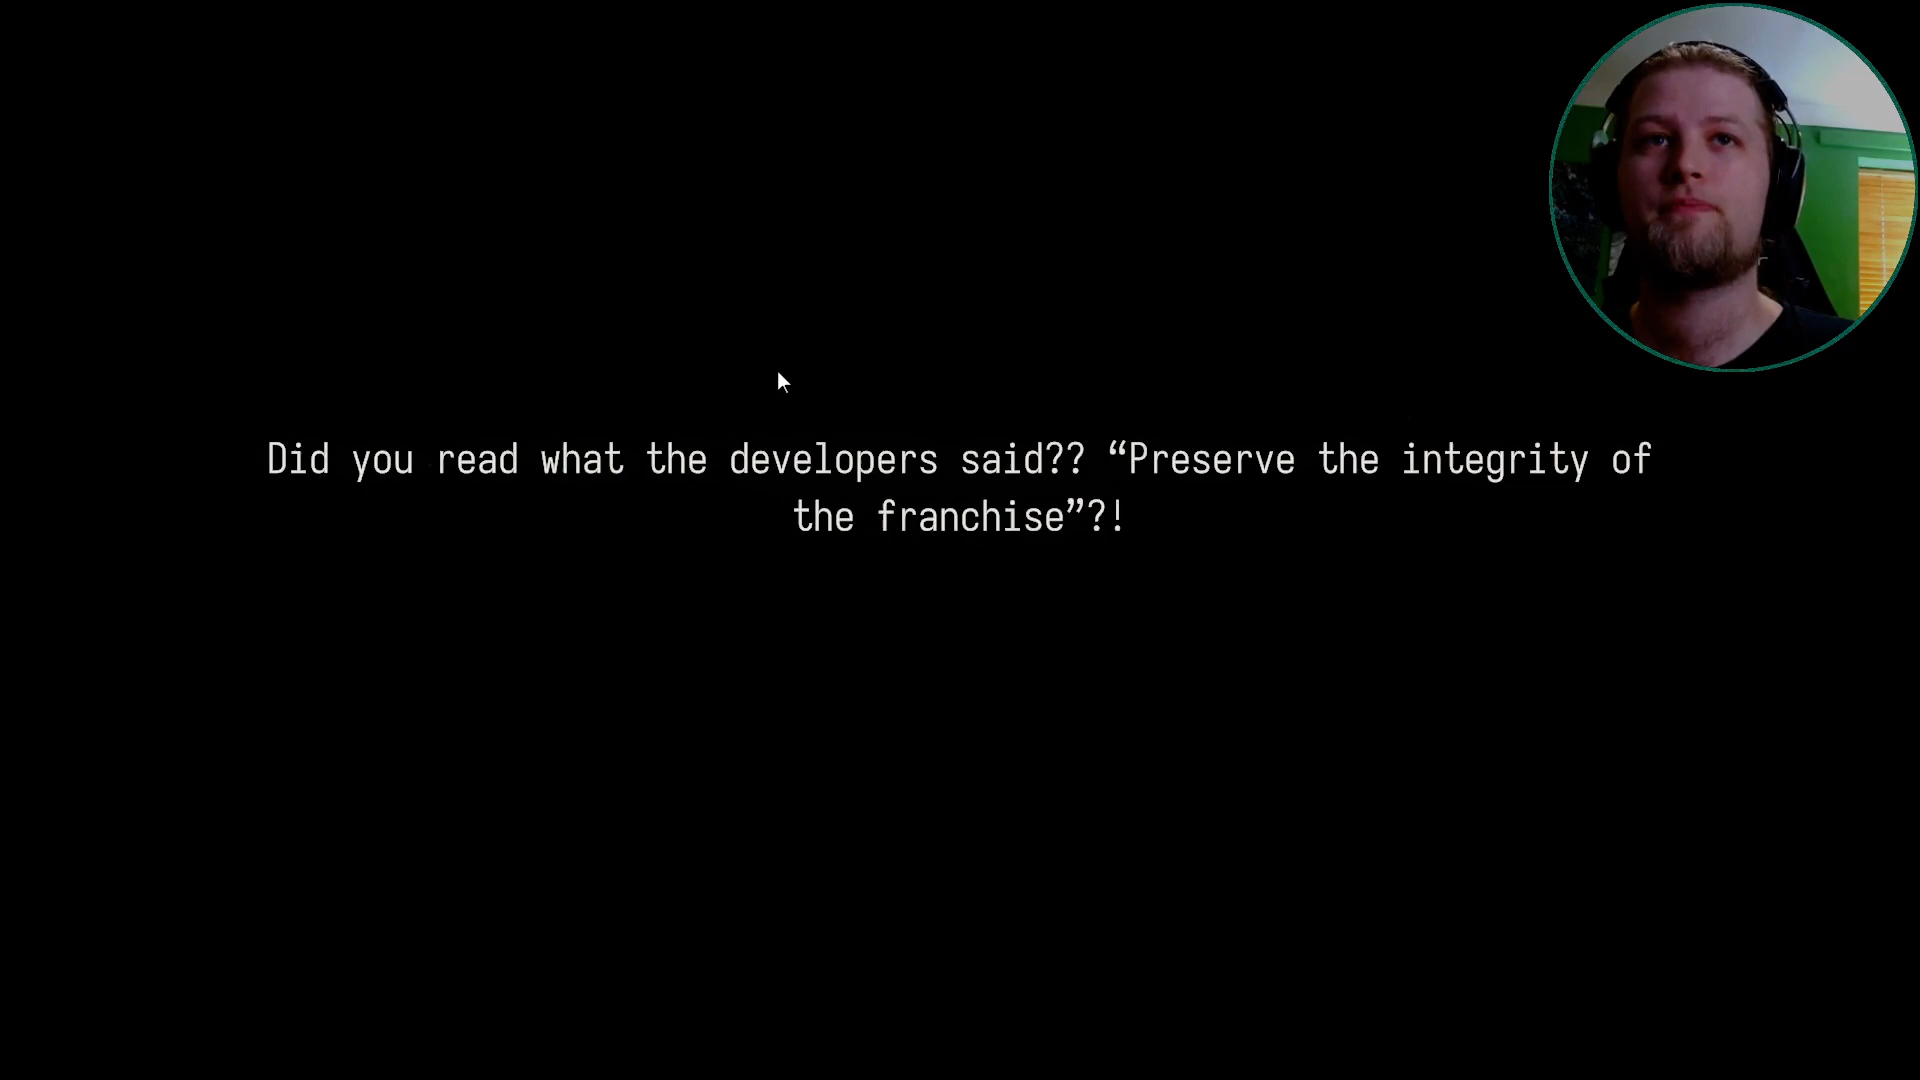 Did you read what the developers said?? “Preserve the integrity of
the franchise”?!